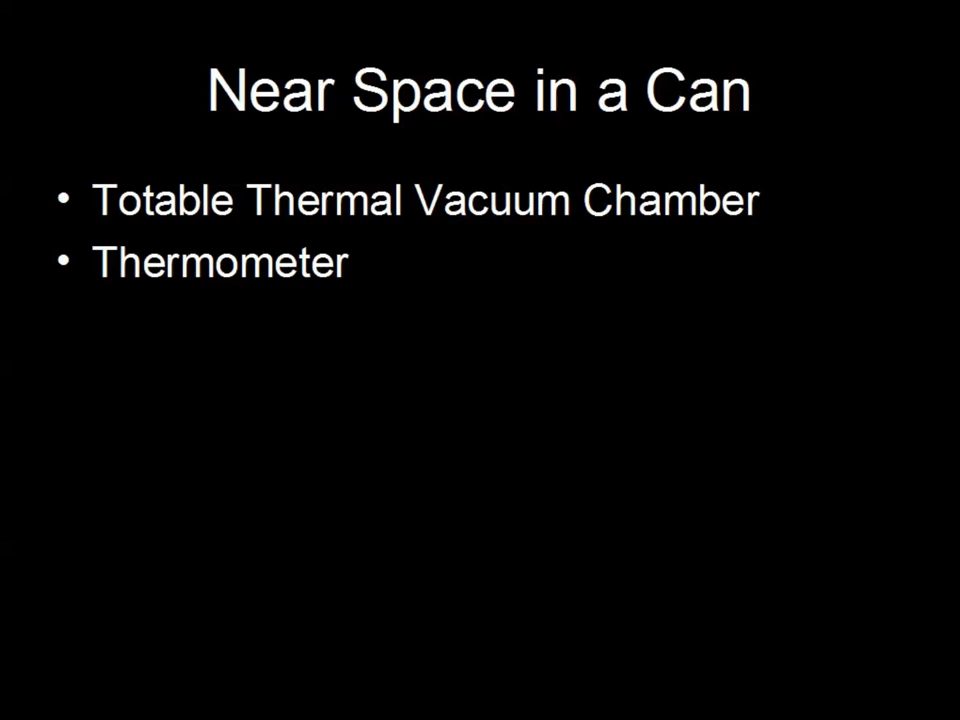 Near Space in a Can
• Totable Thermal Vacuum Chamber
• Thermometer